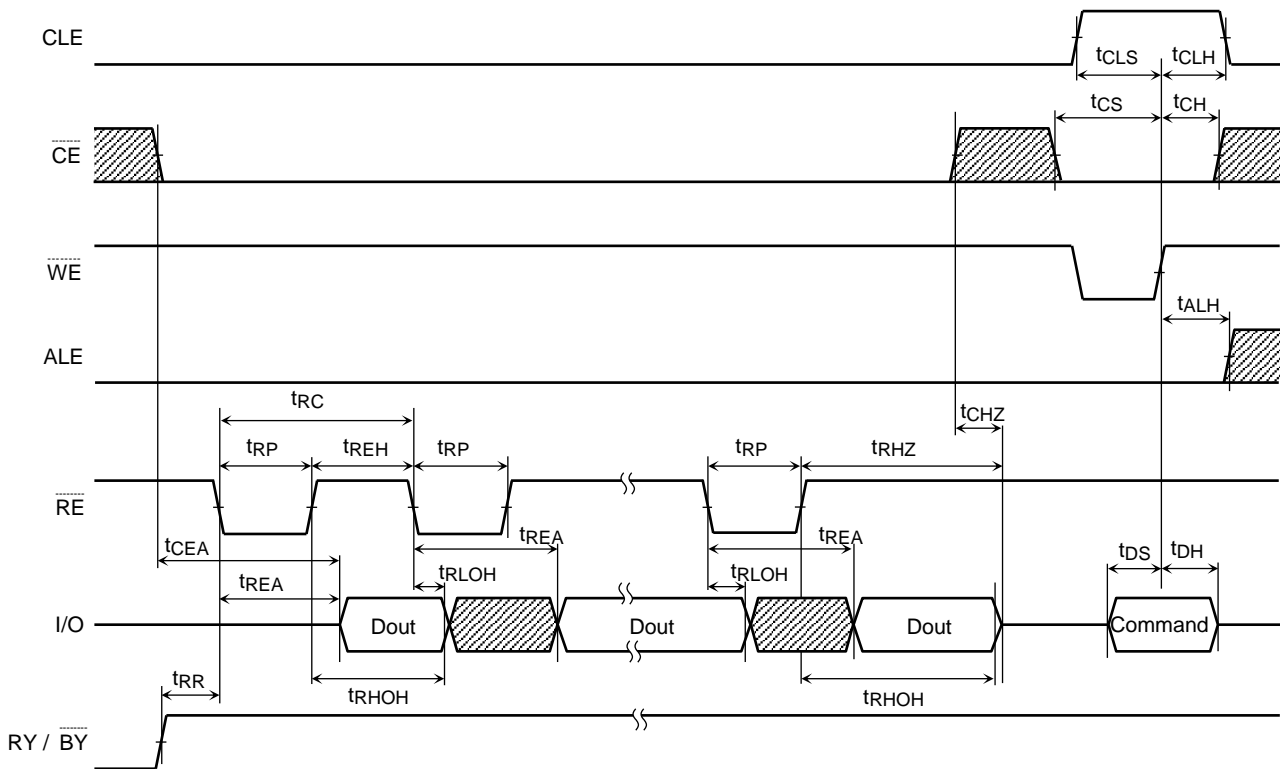 CLE
tCLS tCLH
tCS tCH
CE
WE
tALH
ALE
tRC
tCHZ
tRP tREH tRP tRP tRHZ
RE
tREA tREA
tCEA
tDS tDH
tRLOH tRLOH
tREA
I/O Dout Dout Dout Command
tRR
tRHOH tRHOH
RY / BY